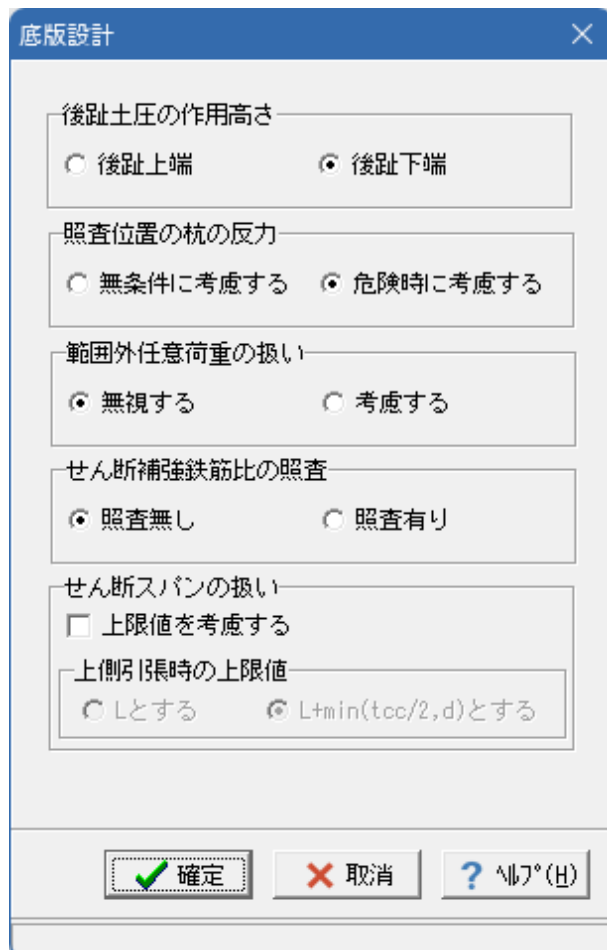 底版設計
後趾土圧の作用高さ
後趾上端 後趾下端
照査位置の杭の反力
無条件に考慮する 危険時に考慮する
範囲外任意荷重の扱い
無視する 考慮する
せん断補強鉄筋比の照査
照査無し 照査有り
せん断スパンの扱い
上限値を考慮する
上側引張時の上限値
Lとする L+min(tcc/2,d)とする
確定 取消 ? ﾍﾙﾌﾟ(H)